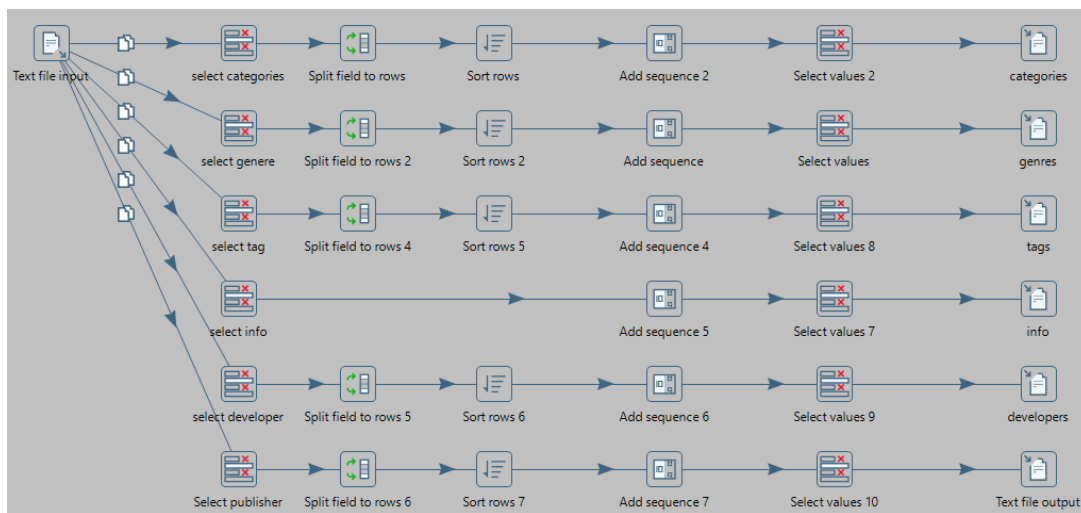 Text file input
select categories
Split field to rows
Sort rows
Add sequence 2
Select values 2
categories
select genere
Split field to rows 2
Sort rows 2
Add sequence
Select values
genres
select tag
Split field to rows 4
Sort rows 5
Add sequence 4
Select values 8
tags
select info
Add sequence 5
Select values 7
info
select developer
Split field to rows 5
Sort rows 6
Add sequence 6
Select values 9
developers
Select publisher
Split field to rows 6
Sort rows 7
Add sequence 7
Select values 10
Text file output